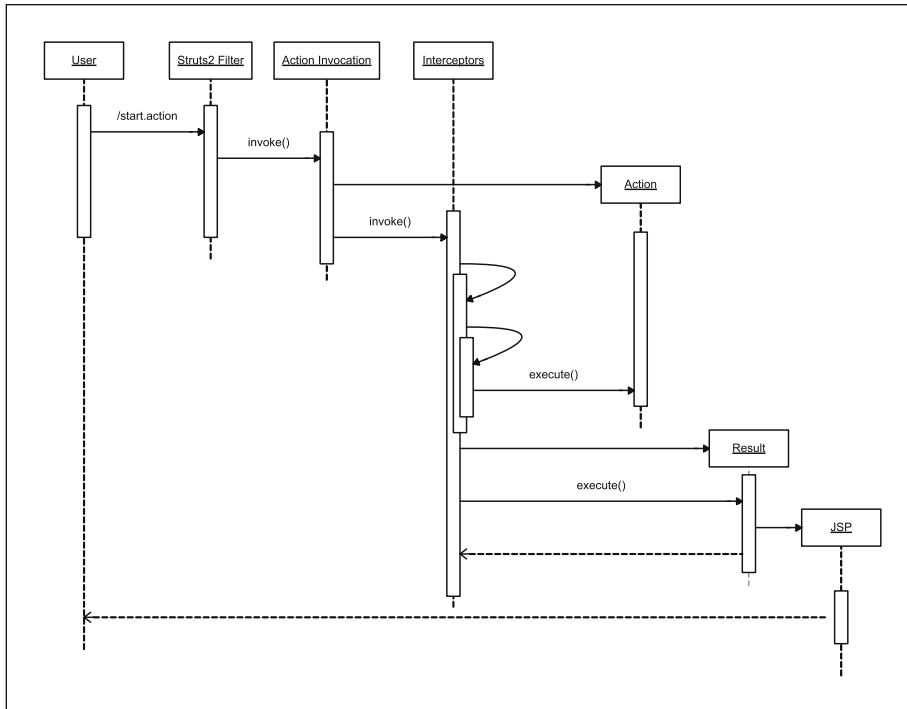 User
Struts2 Filter
Action Invocation
Interceptors
/start.action
invoke()
Action
invoke()
execute()
Result
execute()
JSP